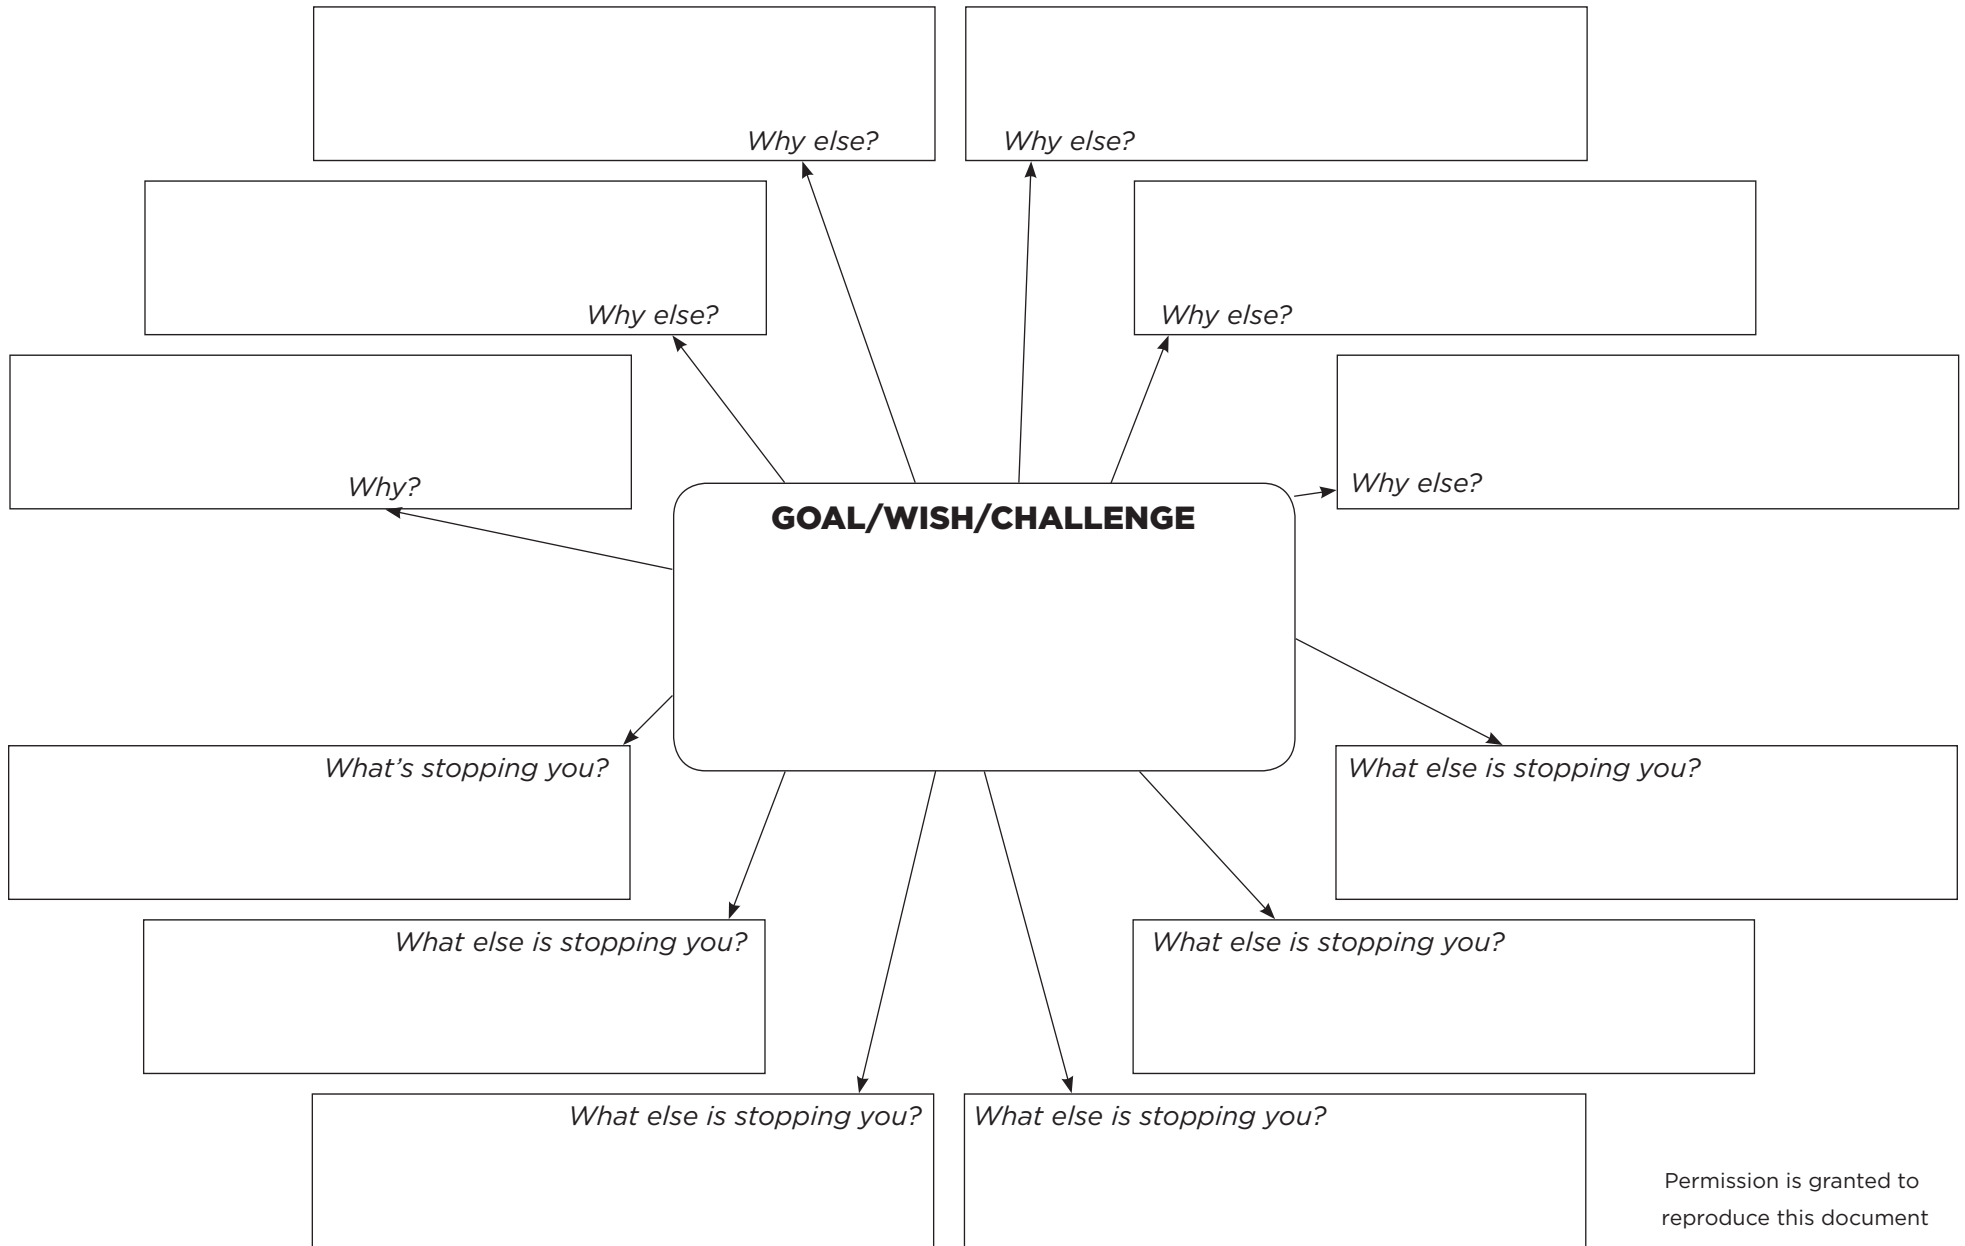 Why else?
Why else?
Why else?
Why else?
Why?
Why else?
GOAL/WISH/CHALLENGE
What's stopping you?
What else is stopping you?
What else is stopping you?
What else is stopping you?
What else is stopping you?
What else is stopping you?
Permission is granted to
reproduce this document